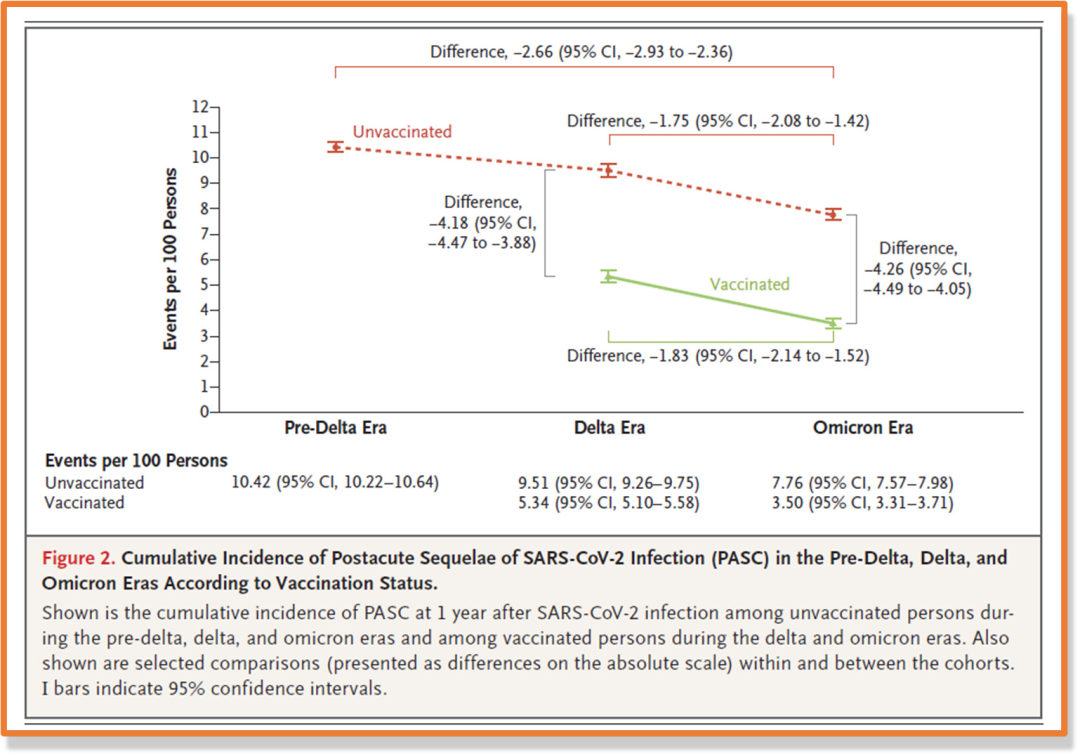 Difference, –2.66 (95% CI, –2.93 to –2.36)
Difference, –1.75 (95% CI, –2.08 to –1.42)
Unvaccinated
Events per 100 Persons
12
11
10
9
8
7
6
5
4
3
2
1
0
Difference,
–4.18 (95% CI,
–4.47 to –3.88)
Difference,
–4.26 (95% CI,
–4.49 to –4.05)
Vaccinated
Difference, –1.83 (95% CI, –2.14 to –1.52)
Pre-Delta Era Delta Era Omicron Era
Events per 100 Persons
Unvaccinated 10.42 (95% CI, 10.22–10.64) 9.51 (95% CI, 9.26–9.75) 7.76 (95% CI, 7.57–7.98)
Vaccinated 5.34 (95% CI, 5.10–5.58) 3.50 (95% CI, 3.31–3.71)
Figure 2. Cumulative Incidence of Postacute Sequelae of SARS-CoV-2 Infection (PASC) in the Pre-Delta, Delta, and
Omicron Eras According to Vaccination Status.
Shown is the cumulative incidence of PASC at 1 year after SARS-CoV-2 infection among unvaccinated persons dur-
ing the pre-delta, delta, and omicron eras and among vaccinated persons during the delta and omicron eras. Also
shown are selected comparisons (presented as differences on the absolute scale) within and between the cohorts.
I bars indicate 95% confidence intervals.